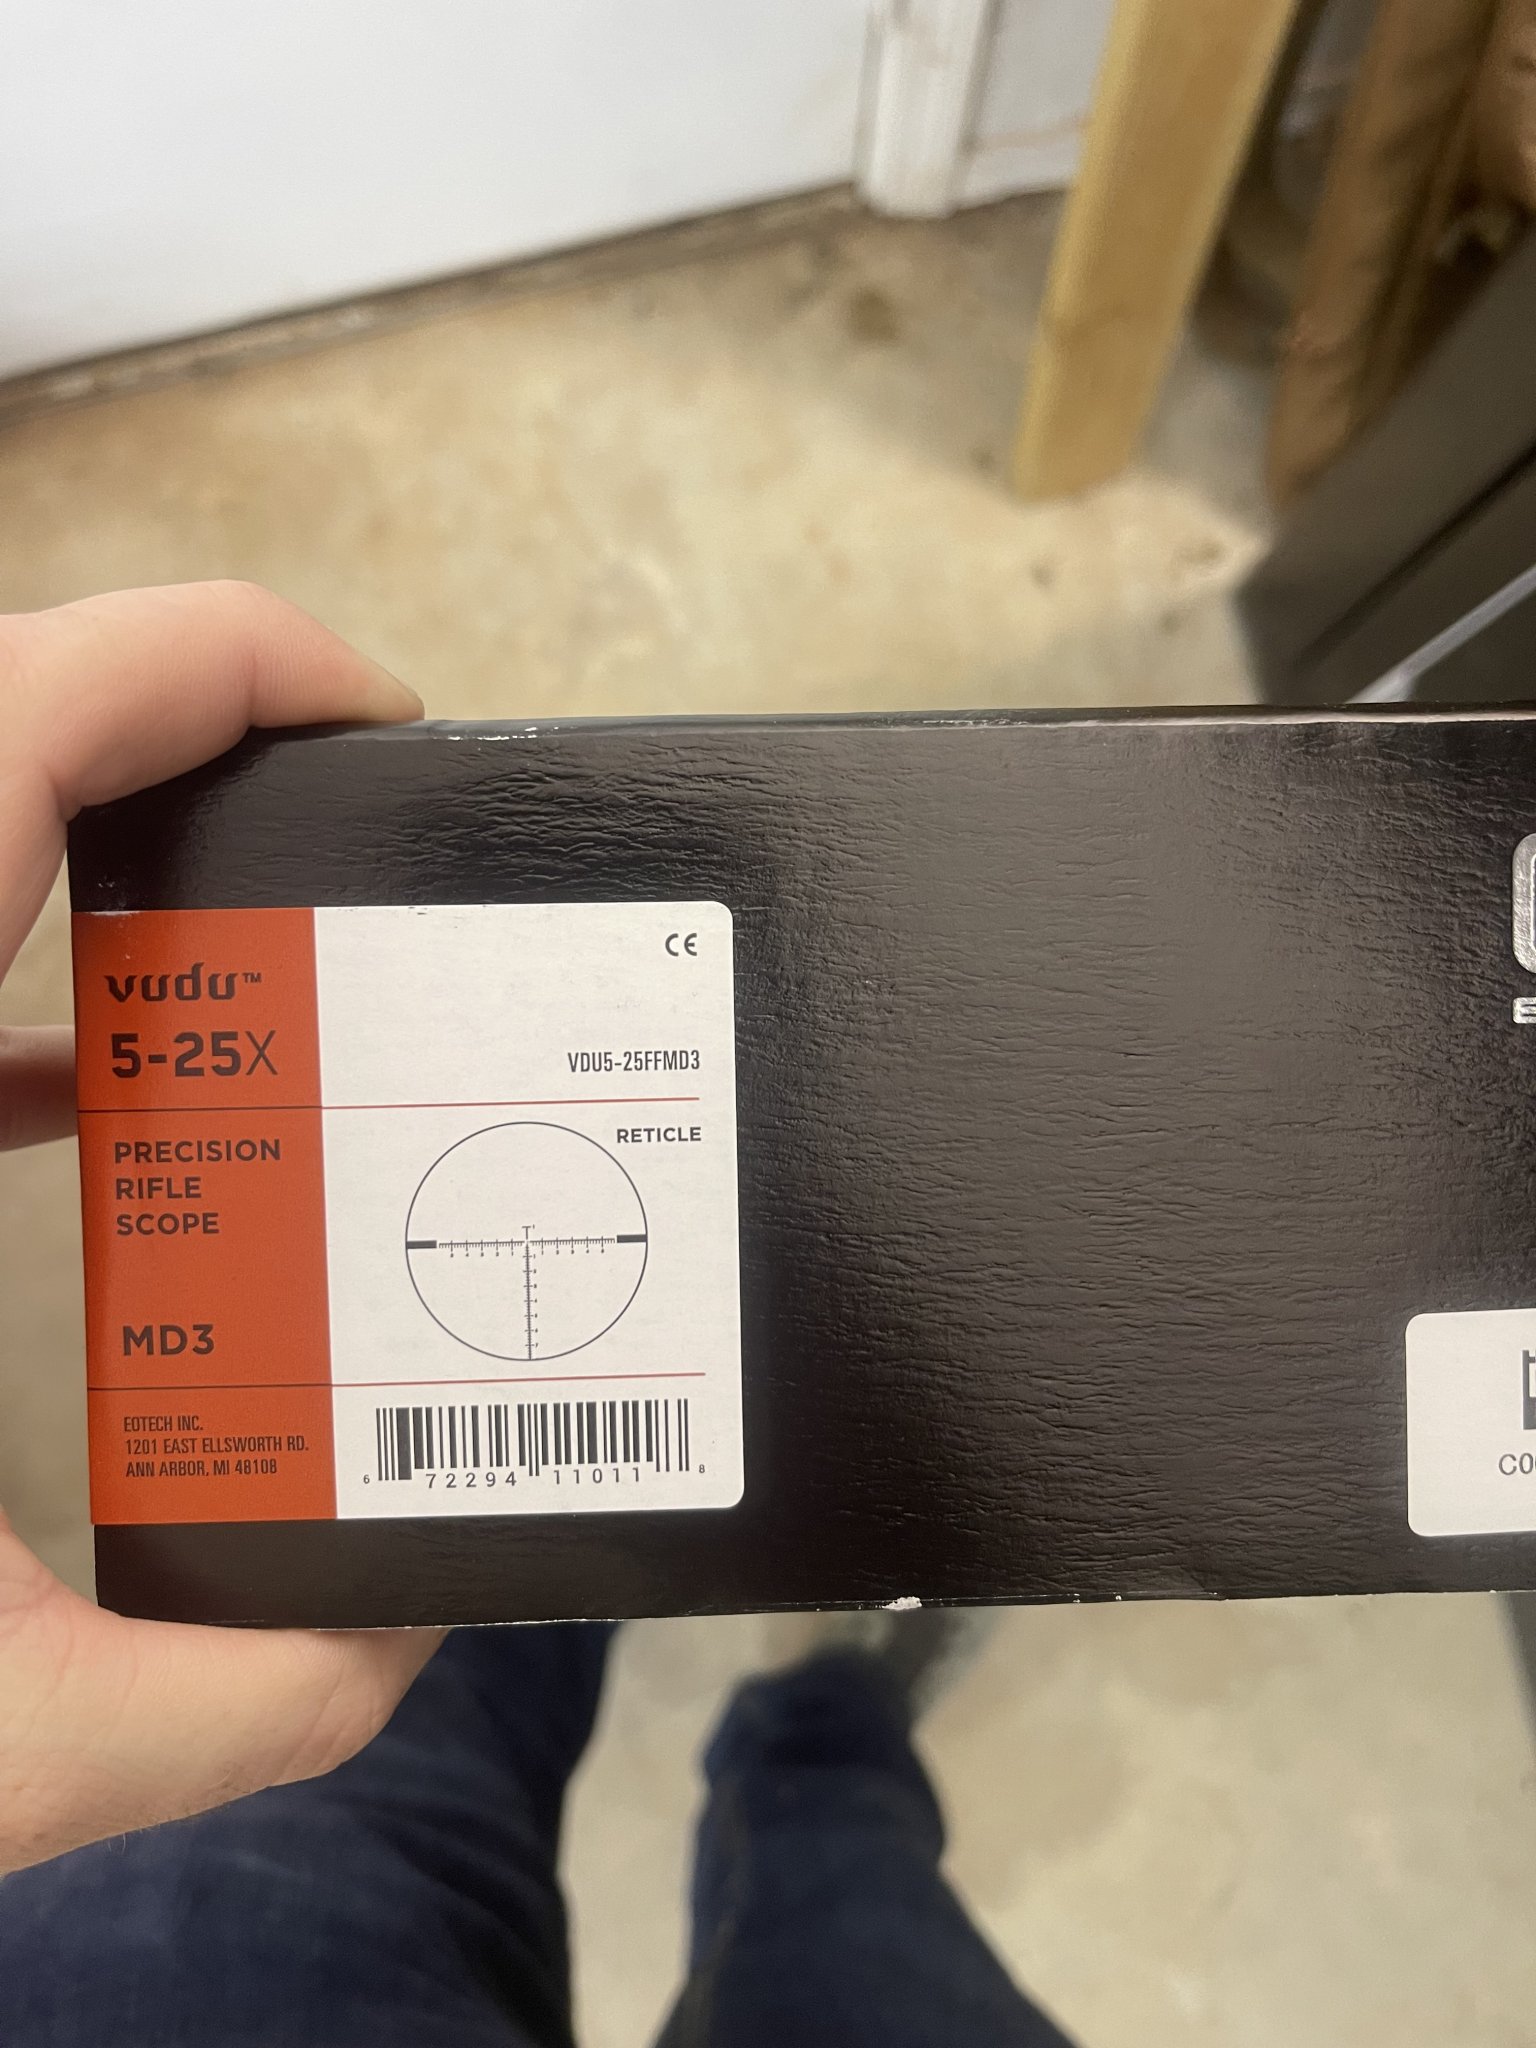 vudu™
5-25X
PRECISION
RIFLE
SCOPE
MD3
EOTECH INC.
1201 EAST ELLSWORTH RD.
ANN ARBOR, MI 48108
CE
VDU5-25FFMD3
RETICLE
6 72294 11011 8